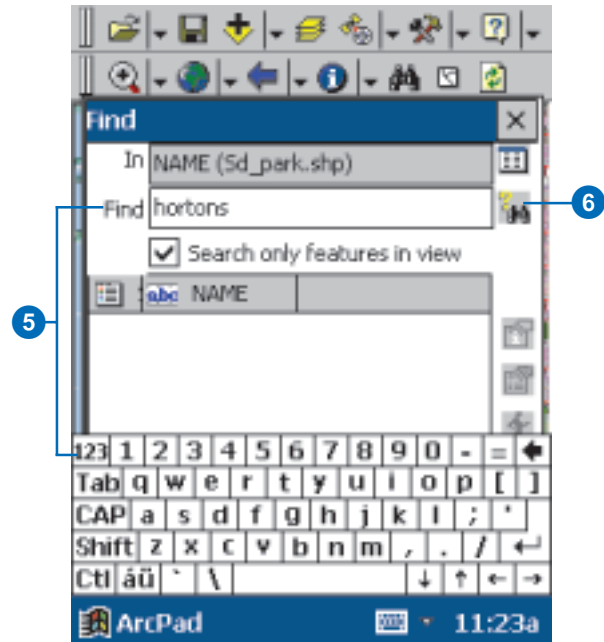 Find
In NAME (Sd_park.shp)
Find hortons
6
Search only features in view
abc NAME
5
123 1 2 3 4 5 6 7 8 9 0 - =
Tab q w e r t y u i o p [ ]
CAP a s d f g h j k l ; '
Shift z x c v b n m , . /
Ctl áü ` \
ArcPad 11:23a